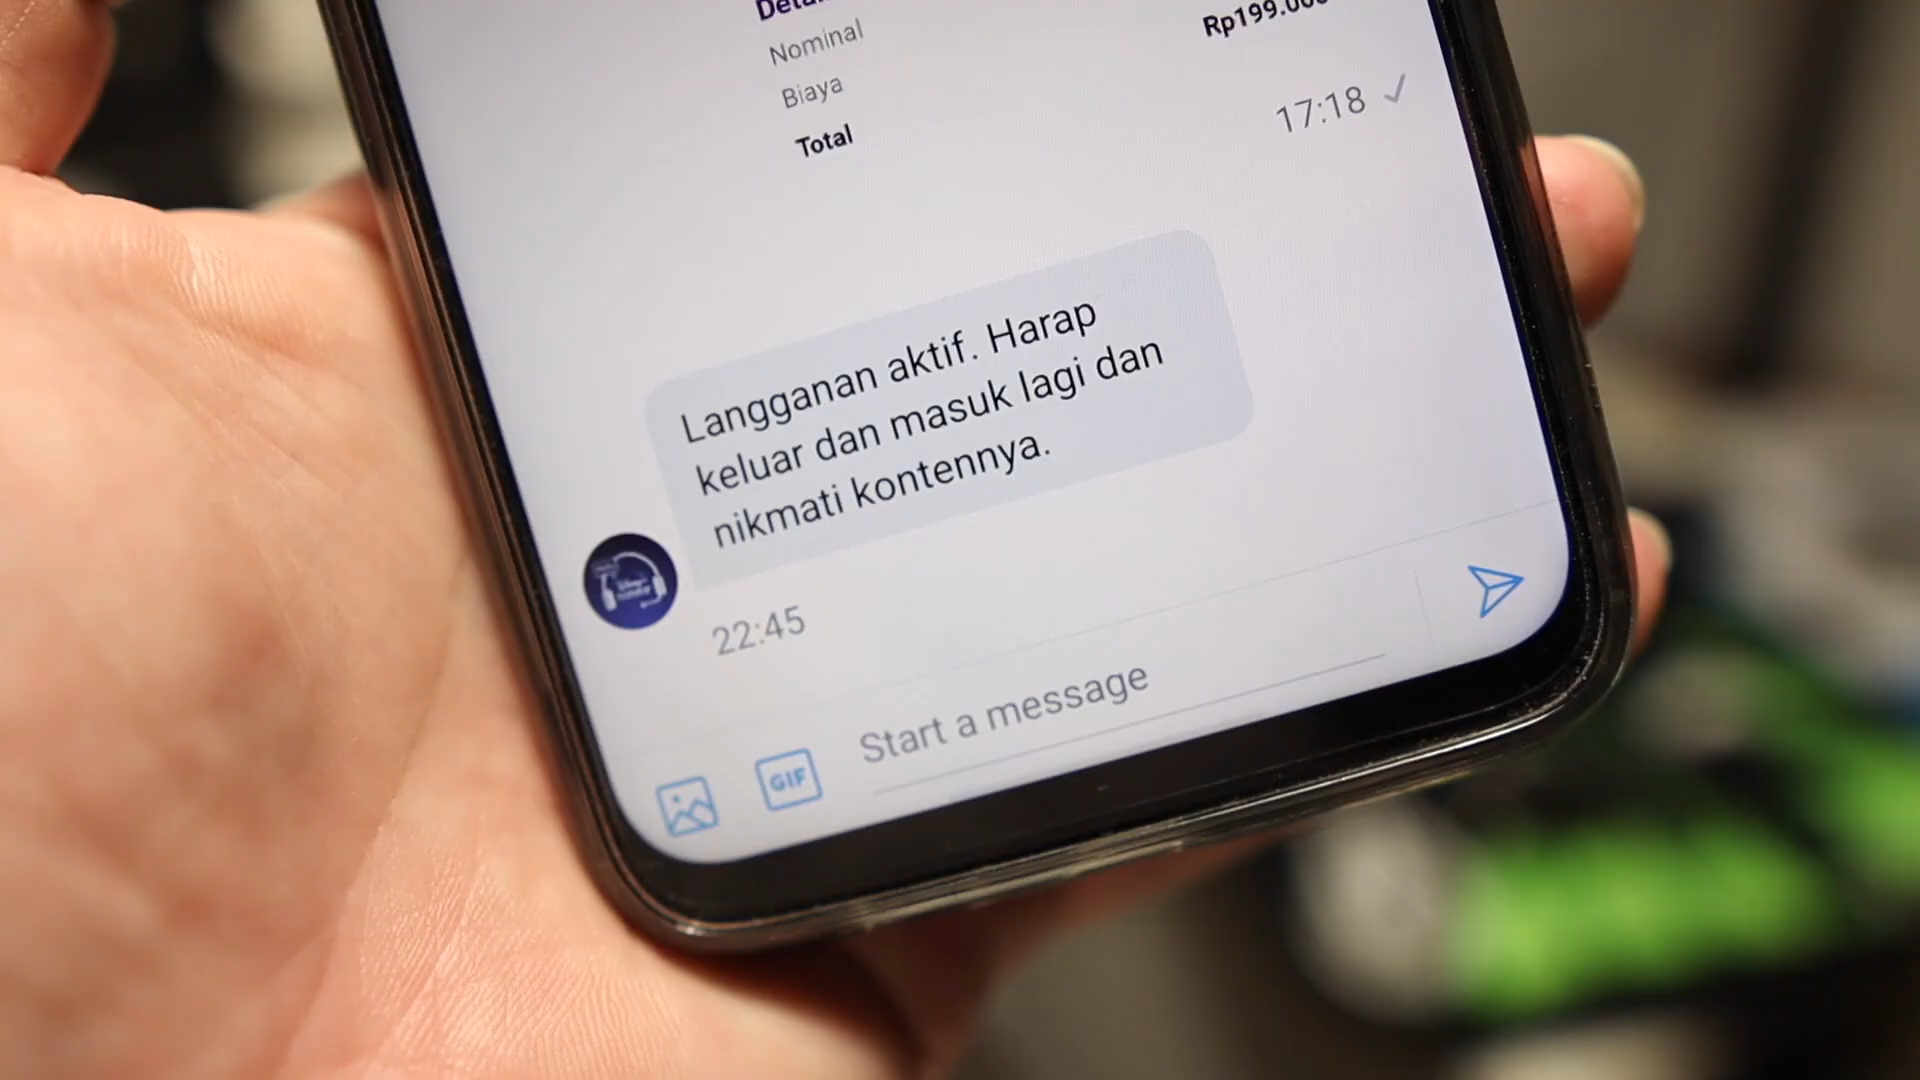 Nominal
Biaya
Total
17:18
Langganan aktif. Harap
keluar dan masuk lagi dan
nikmati kontennya.
22:45
Start a message
GIF